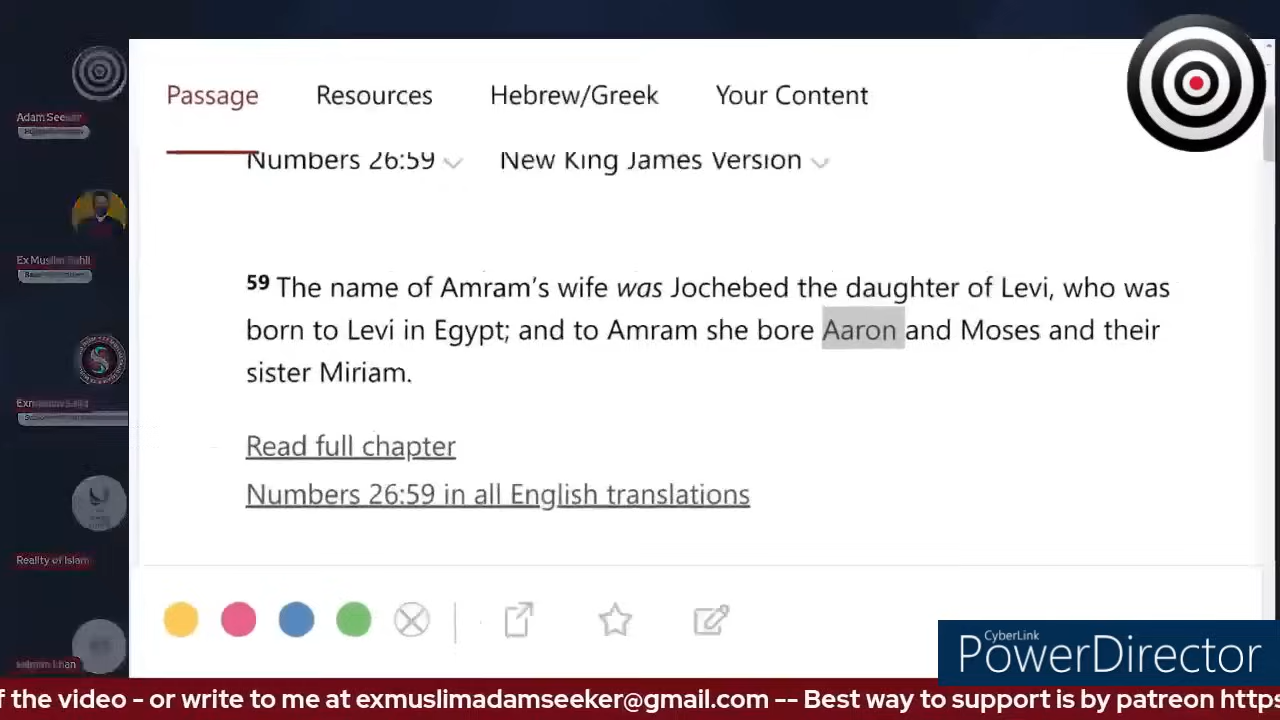 Passage
Resources
Hebrew/Greek
Your Content
Numbers 26:59
New King James Version
59 The name of Amram’s wife was Jochebed the daughter of Levi, who was
born to Levi in Egypt; and to Amram she bore Aaron and Moses and their
sister Miriam.
Read full chapter
Numbers 26:59 in all English translations
Adam Seeker
Ex Muslim Sahil
Reality of Islam
Salman Khan
CyberLink
PowerDirector
f the video - or write to me at exmuslimadamseeker@gmail.com -- Best way to support is by patreon https